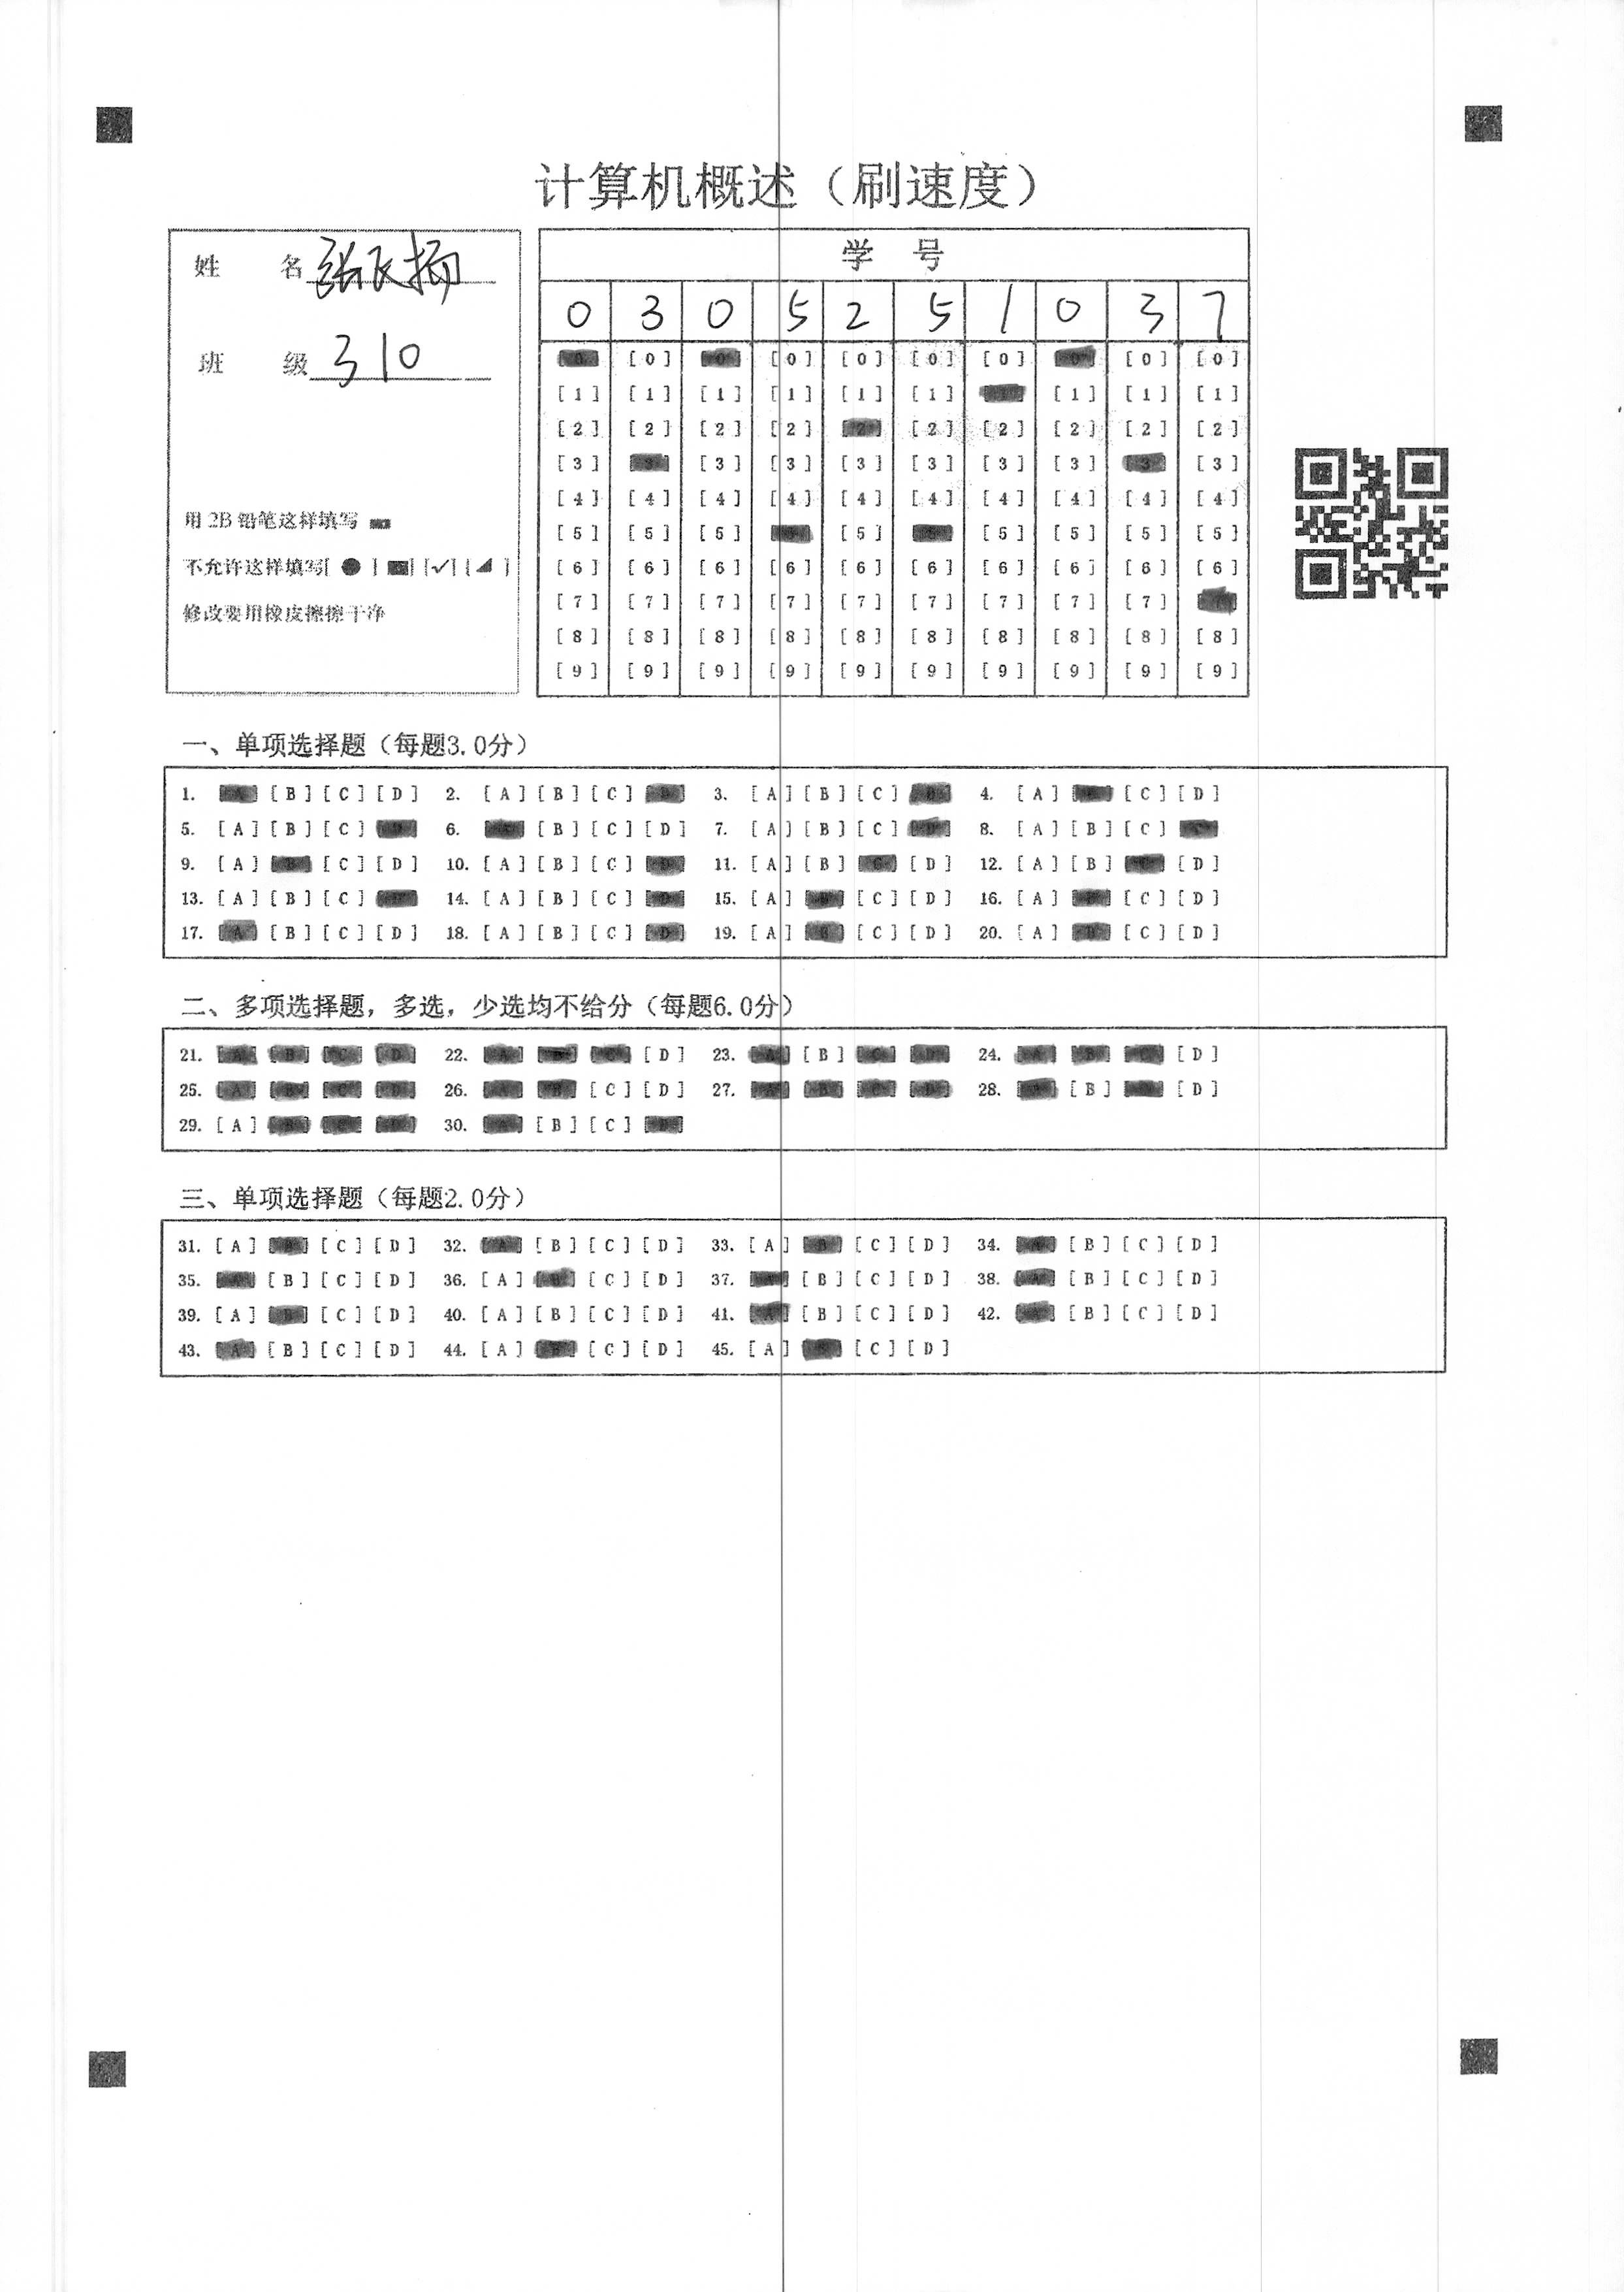 计算机概述（刷速度）
姓 名 张辰扬
班 级 310
用 2B 铅笔这样填写
不允许这样填写[ ● ] [■] [✓] [◢ ]
修改要用橡皮擦擦干净
学 号
0 3 0 5 2 5 1 0 3 7
[0] [0] [0] [0] [0] [0] [0] [0] [0] [0]
[1] [1] [1] [1] [1] [1] [1] [1] [1]
[2] [2] [2] [2] [2] [2] [2] [2] [2] [2]
[3] [3] [3] [3] [3] [3] [3] [3] [3] [3]
[4] [4] [4] [4] [4] [4] [4] [4] [4] [4]
[5] [5] [5] [5] [5] [5] [5] [5]
[6] [6] [6] [6] [6] [6] [6] [6] [6] [6]
[7] [7] [7] [7] [7] [7] [7] [7] [7]
[8] [8] [8] [8] [8] [8] [8] [8] [8] [8]
[9] [9] [9] [9] [9] [9] [9] [9] [9] [9]
一、单项选择题（每题3.0分）
1. [A] [B] [C] [D] 2. [A] [B] [C] [D] 3. [A] [B] [C] [D] 4. [A] [B] [C] [D]
5. [A] [B] [C] [D] 6. [A] [B] [C] [D] 7. [A] [B] [C] [D] 8. [A] [B] [C]
9. [A] [B] [C] [D] 10. [A] [B] [C] [D] 11. [A] [B] [C] [D] 12. [A] [B] [C] [D]
13. [A] [B] [C] [D] 14. [A] [B] [C] [D] 15. [A] [B] [C] [D] 16. [A] [B] [C] [D]
17. [A] [B] [C] [D] 18. [A] [B] [C] [D] 19. [A] [B] [C] [D] 20. [A] [B] [C] [D]
二、多项选择题，多选，少选均不给分（每题6.0分）
21. [A] [B] [C] [D] 22. [A] [B] [C] [D] 23. [A] [B] [C] [D] 24. [A] [B] [C] [D]
25. [A] [B] [C] [D] 26. [A] [B] [C] [D] 27. [A] [B] [C] [D] 28. [A] [B] [C] [D]
29. [A] [B] [C] [D] 30. [A] [B] [C] [D]
三、单项选择题（每题2.0分）
31. [A] [B] [C] [D] 32. [A] [B] [C] [D] 33. [A] [B] [C] [D] 34. [A] [B] [C] [D]
35. [A] [B] [C] [D] 36. [A] [B] [C] [D] 37. [A] [B] [C] [D] 38. [A] [B] [C] [D]
39. [A] [B] [C] [D] 40. [A] [B] [C] [D] 41. [A] [B] [C] [D] 42. [A] [B] [C] [D]
43. [A] [B] [C] [D] 44. [A] [B] [C] [D] 45. [A] [B] [C] [D]